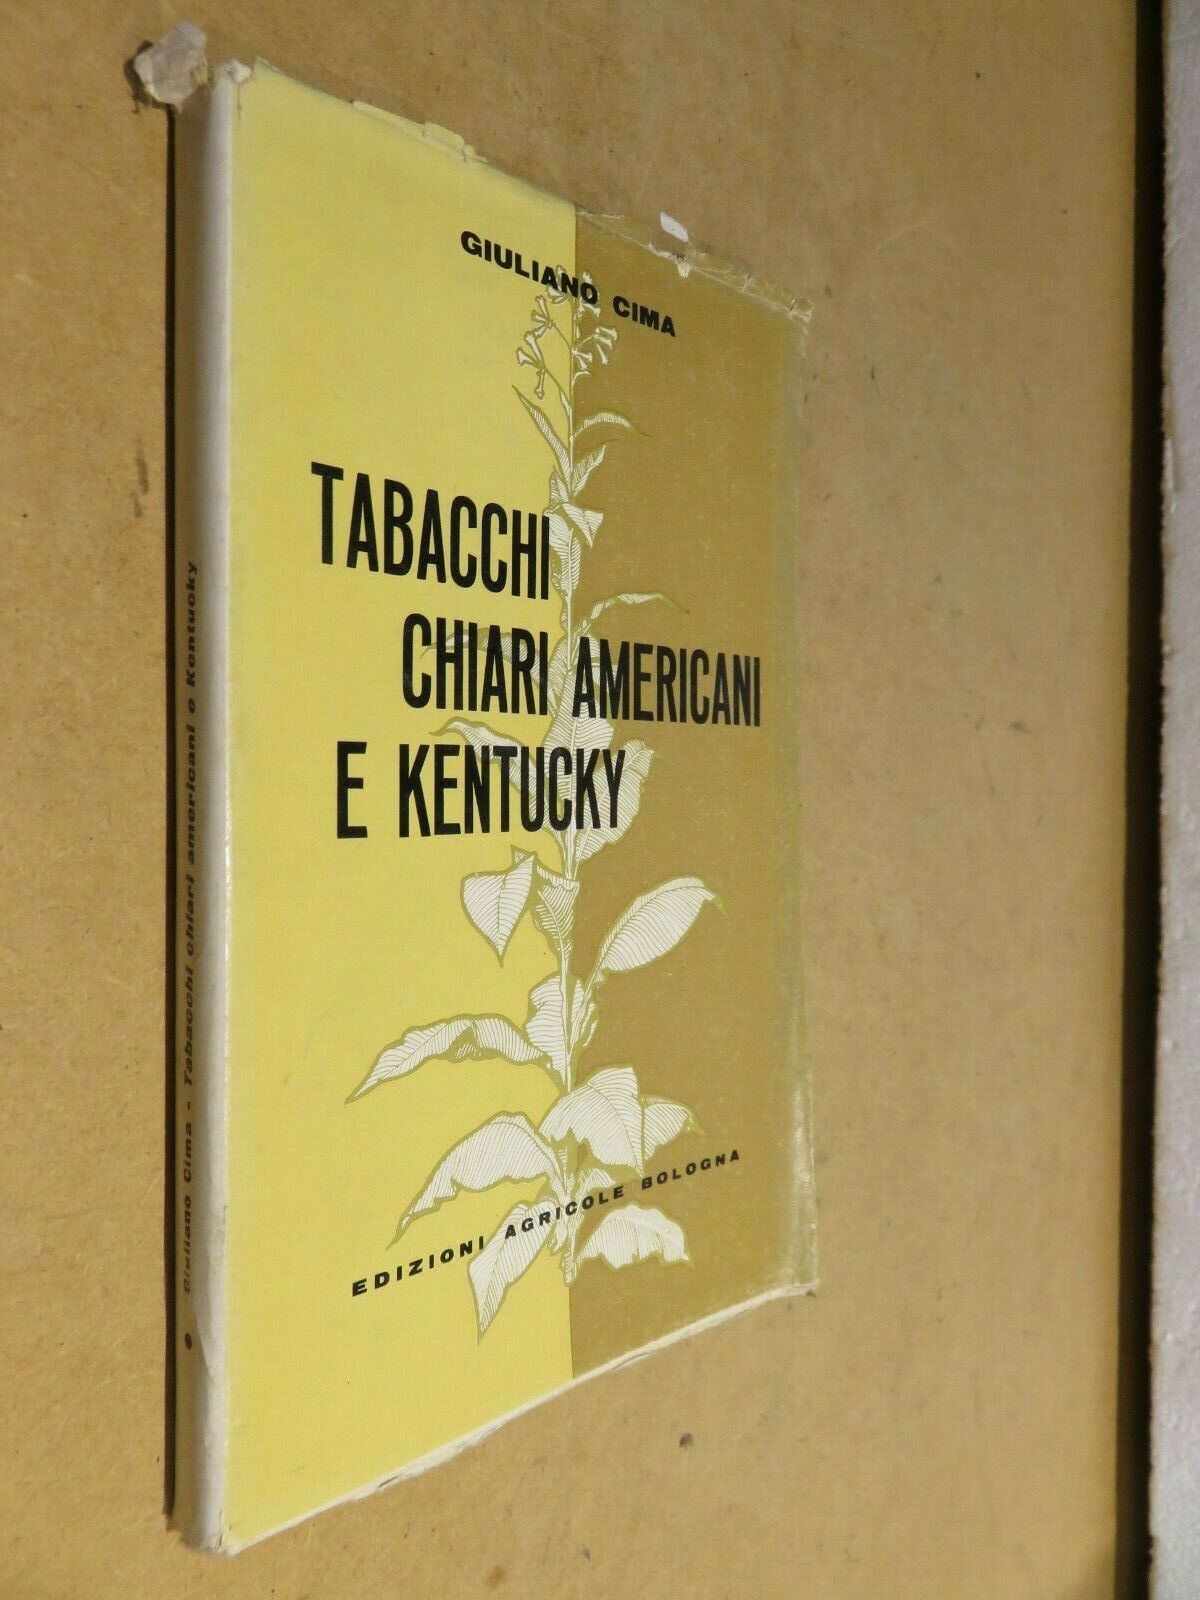 GIULIANO CIMA
TABACCHI
CHIARI AMERICANI
E KENTUCKY
EDIZIONI AGRICOLE BOLOGNA
Giuliano Cima - Tabacchi chiari americani e Kentucky